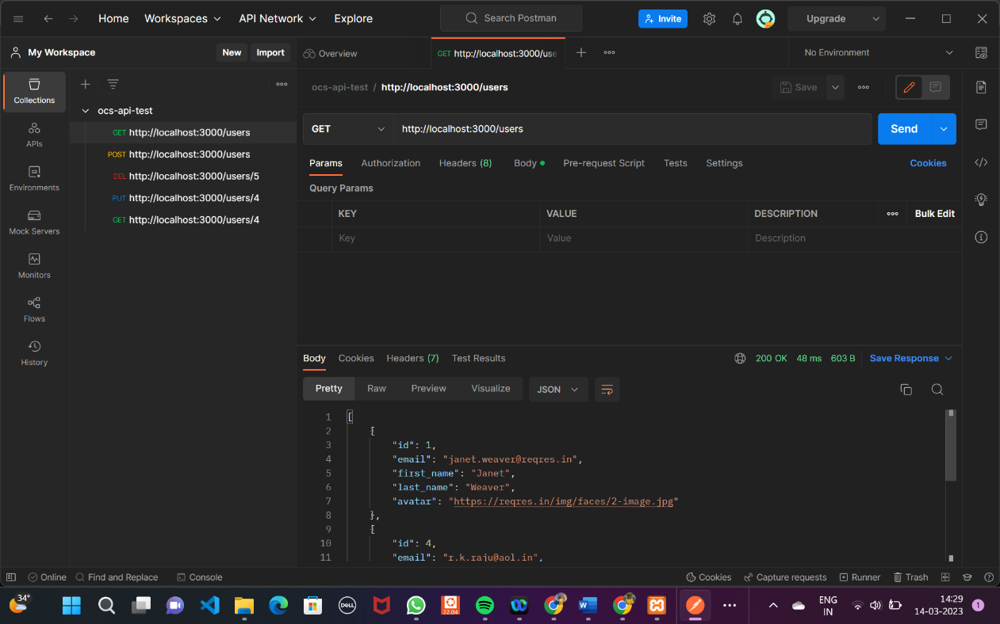 Home Workspaces API Network Explore Search Postman Invite Upgrade
My Workspace New Import Overview GET http://localhost:3000/use No Environment
ocs-api-test / http://localhost:3000/users Save
Collections
APIs
Environments
Mock Servers
Monitors
Flows
History
ocs-api-test
GET http://localhost:3000/users
POST http://localhost:3000/users
DEL http://localhost:3000/users/5
PUT http://localhost:3000/users/4
GET http://localhost:3000/users/4
GET http://localhost:3000/users Send
Params Authorization Headers (8) Body Pre-request Script Tests Settings Cookies
Query Params
KEY VALUE DESCRIPTION Bulk Edit
Key Value Description
Body Cookies Headers (7) Test Results 200 OK 48 ms 603 B Save Response
Pretty Raw Preview Visualize JSON
1 [
2 {
3 "id": 1,
4 "email": "janet.weaver@reqres.in",
5 "first_name": "Janet",
6 "last_name": "Weaver",
7 "avatar": "https://reqres.in/img/faces/2-image.jpg"
8 },
9 {
10 "id": 4,
11 "email": "r.k.raju@aol.in",
Online Find and Replace Console Cookies Capture requests Runner Trash
34° DELL 22.04 W ENG 14:29 1
IN 14-03-2023